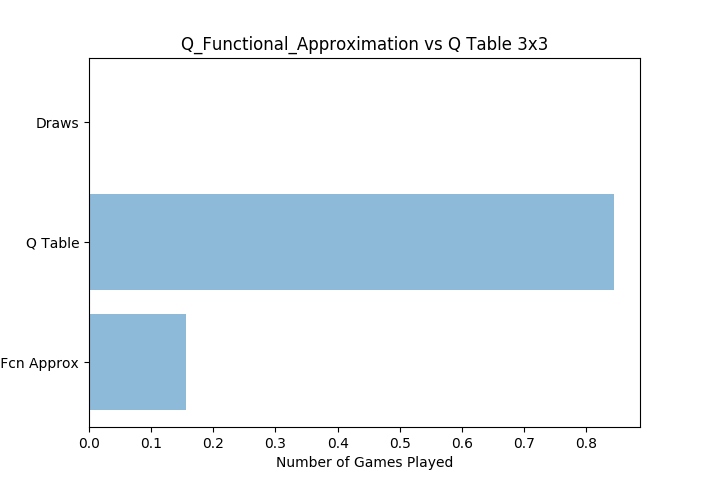 Q_Functional_Approximation vs Q Table 3x3
Draws
Q Table
Fcn Approx
0.0 0.1 0.2 0.3 0.4 0.5 0.6 0.7 0.8
Number of Games Played